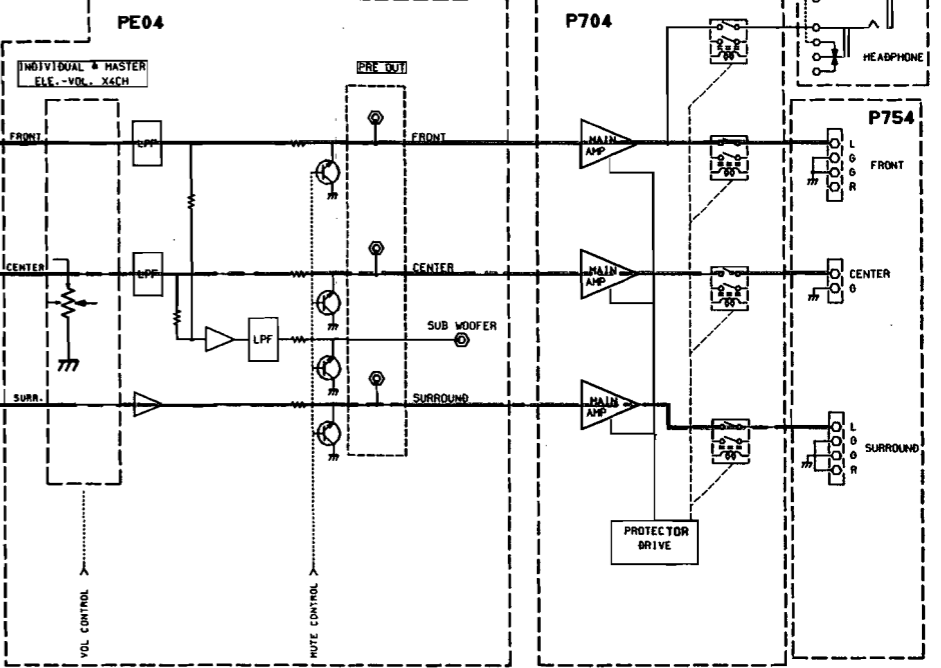 PE04
P704
HEADPHONE
INDIVIDUAL & MASTER
ELE.-VOL. X4CH
PRE OUT
P754
FRONT
LPF
FRONT
MAIN
AMP
L
G
G
R
FRONT
CENTER
LPF
CENTER
MAIN
AMP
CENTER
G
LPF
SUB WOOFER
SURR.
SURROUND
MAIN
AMP
L
G
G
R
SURROUND
PROTECTOR
DRIVE
VOL CONTROL
MUTE CONTROL